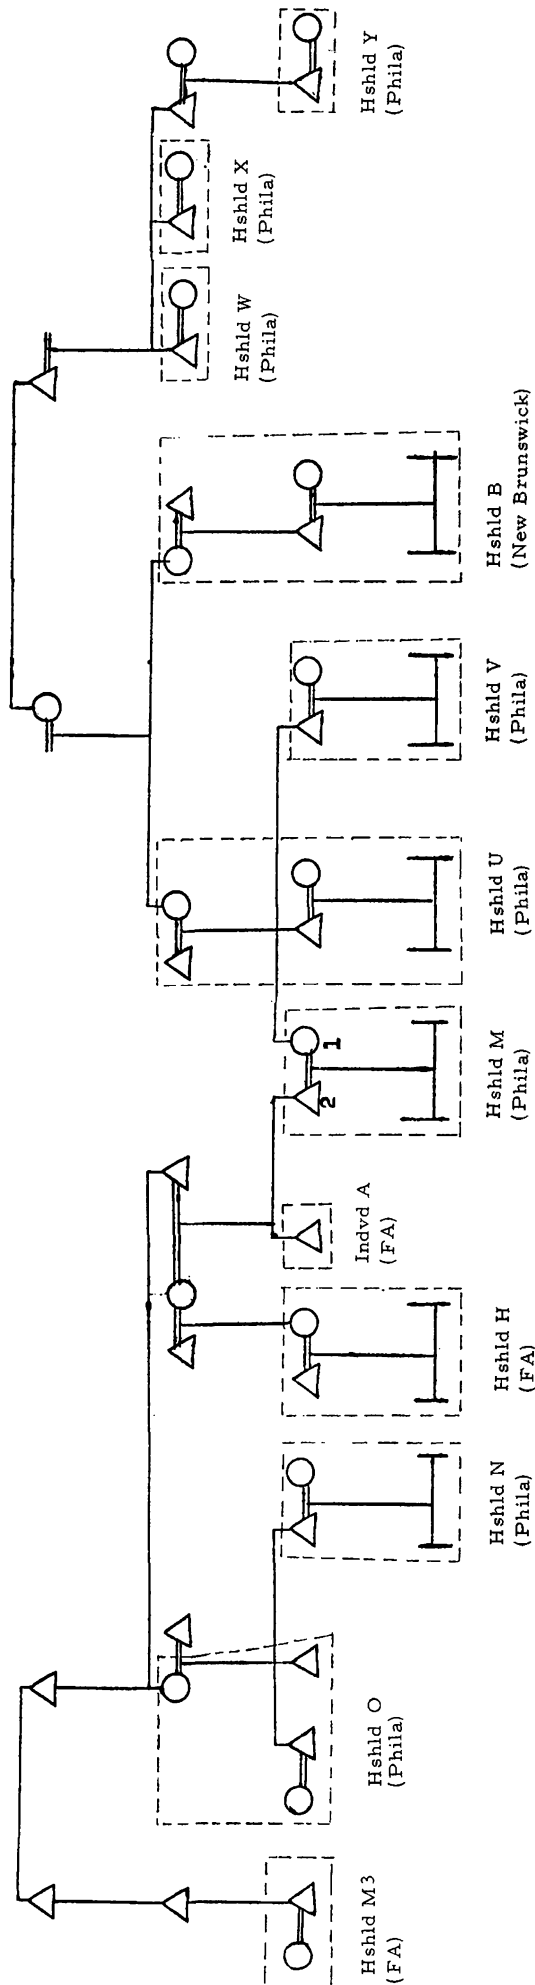 Hshld M3
(FA)
Hshld O
(Phila)
Hshld N
(Phila)
Hshld H
(FA)
Indvd A
(FA)
2
1
Hshld M
(Phila)
Hshld U
(Phila)
Hshld V
(Phila)
Hshld B
(New Brunswick)
Hshld W
(Phila)
Hshld X
(Phila)
Hshld Y
(Phila)